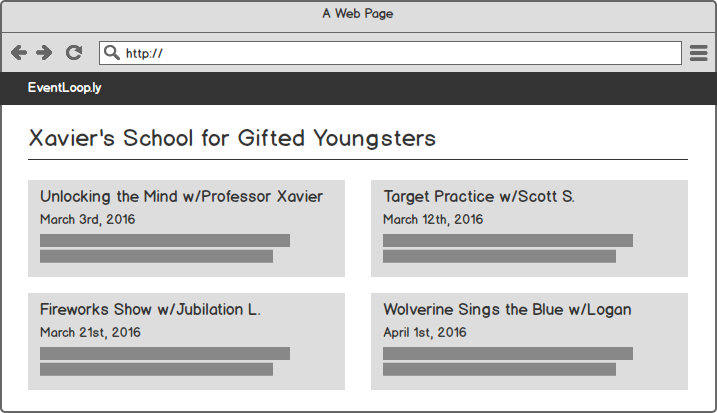 A Web Page
http://
EventLoop.ly
Xavier's School for Gifted Youngsters
Unlocking the Mind w/Professor Xavier
March 3rd, 2016
Target Practice w/Scott S.
March 12th, 2016
Fireworks Show w/Jubilation L.
March 21st, 2016
Wolverine Sings the Blue w/Logan
April 1st, 2016